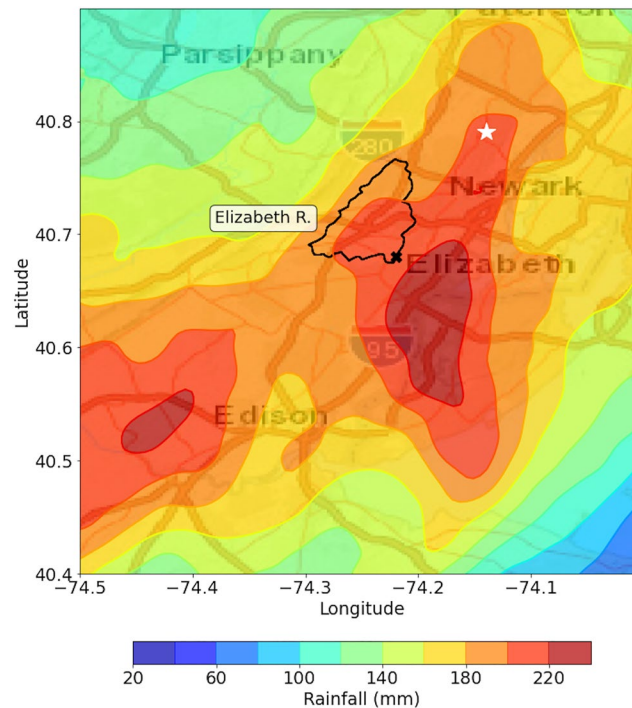 Paterson
Parsippany
40.8
280
Newark
Elizabeth R.
40.7
Elizabeth
Latitude
40.6
95
Edison
40.5
40.4
−74.5 −74.4 −74.3 −74.2 −74.1
Longitude
20 60 100 140 180 220
Rainfall (mm)